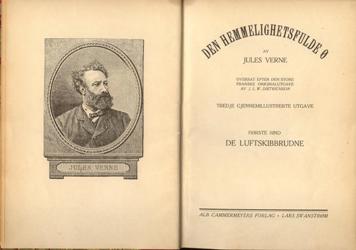 JULES VERNE
DEN HEMMELIGHETSFULDE Ø
AV
JULES VERNE
OVERSAT EFTER DEN STORE
FRANSKE ORIGINALUTGAVE
AV J. L. W. DIETRICHSON
TREDJE GJENNEMILLUSTRERTE UTGAVE
FØRSTE BIND
DE LUFTSKIBBRUDNE
ALB CAMMERMEYERS FORLAG • LARS SWANSTRØM